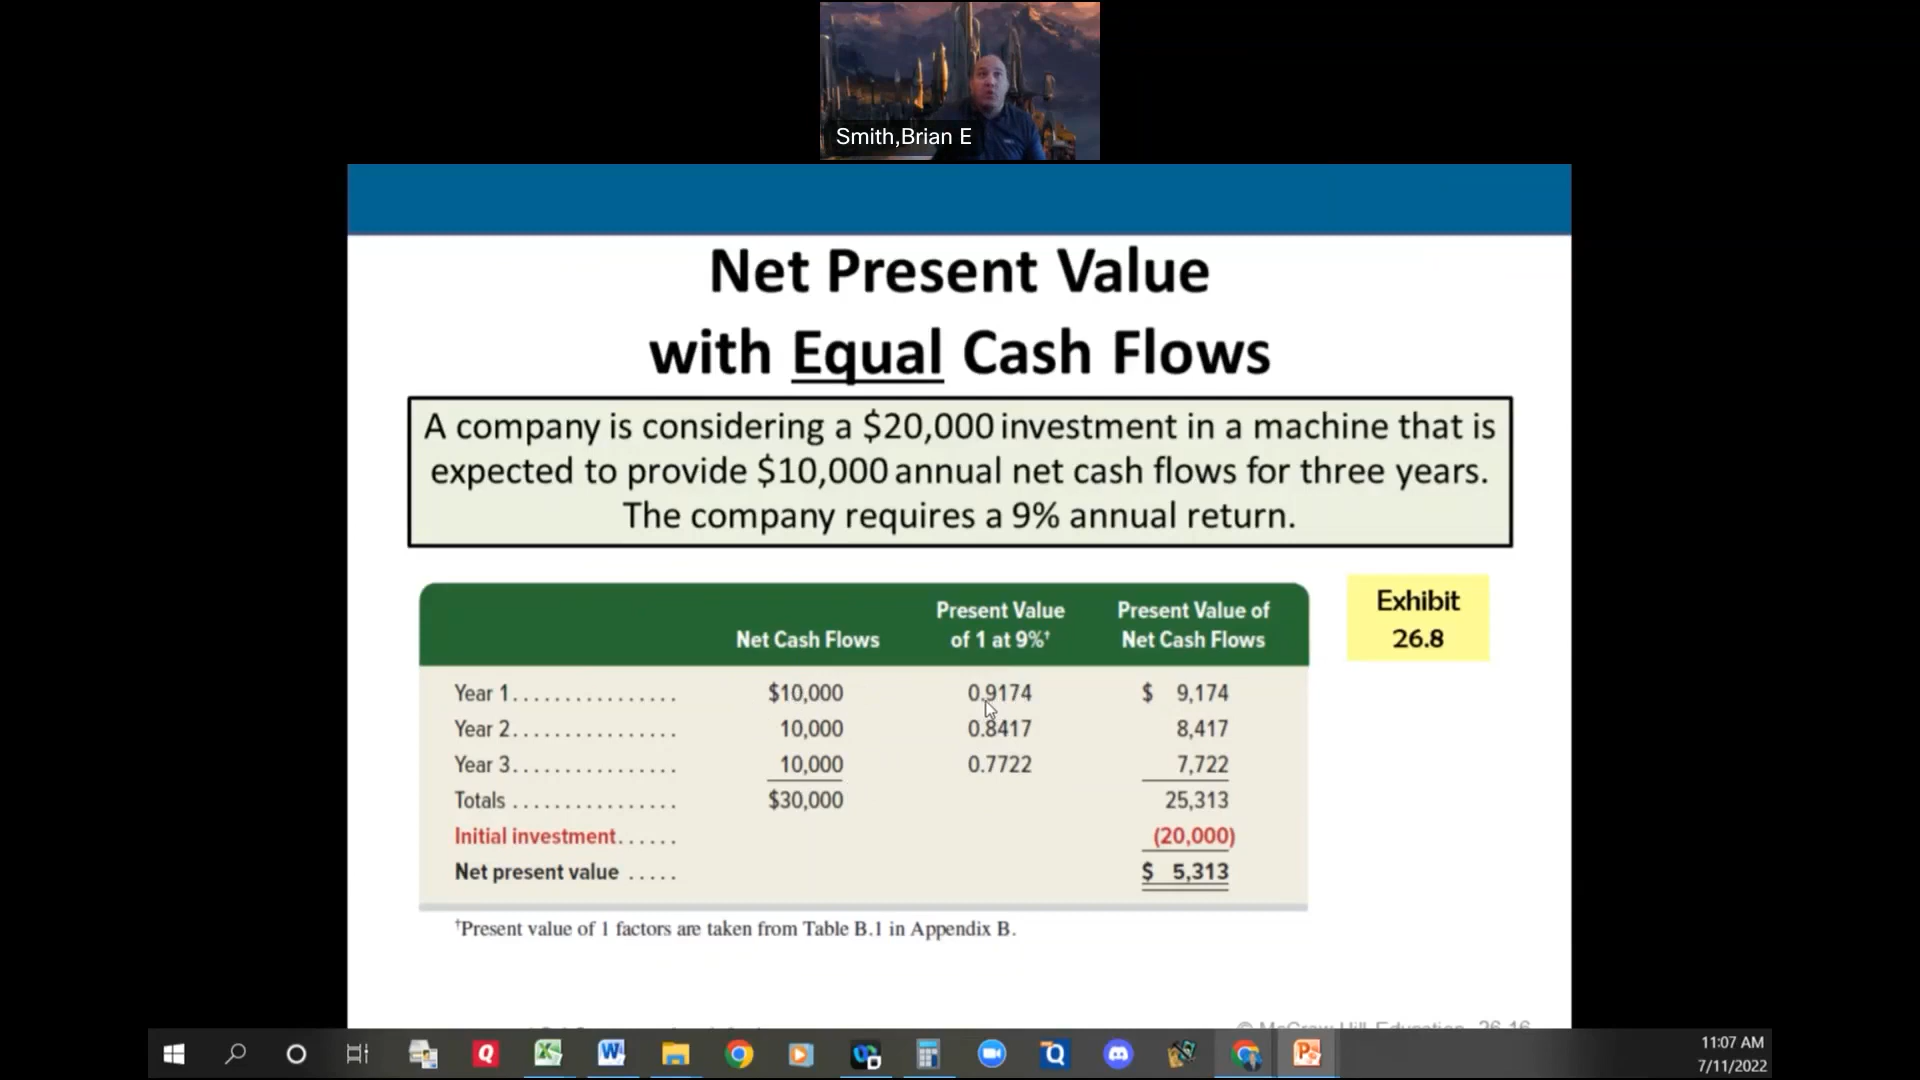 Smith,Brian E
Net Present Value
with Equal Cash Flows
A company is considering a $20,000 investment in a machine that is
expected to provide $10,000 annual net cash flows for three years.
The company requires a 9% annual return.
Exhibit
26.8
Present Value Present Value of
Net Cash Flows of 1 at 9%† Net Cash Flows
Year 1................ $10,000 0.9174 $ 9,174
Year 2................ 10,000 0.8417 8,417
Year 3................ 10,000 0.7722 7,722
Totals ................ $30,000 25,313
Initial investment...... (20,000)
Net present value ..... $ 5,313
†Present value of 1 factors are taken from Table B.1 in Appendix B.
© McGraw-Hill Education 26-16
11:07 AM
7/11/2022